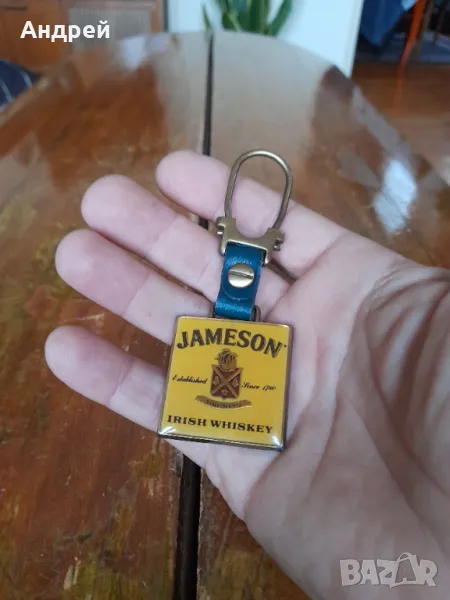 Андрей
JAMESON
Established Since 1780
IRISH WHISKEY
BAZAR